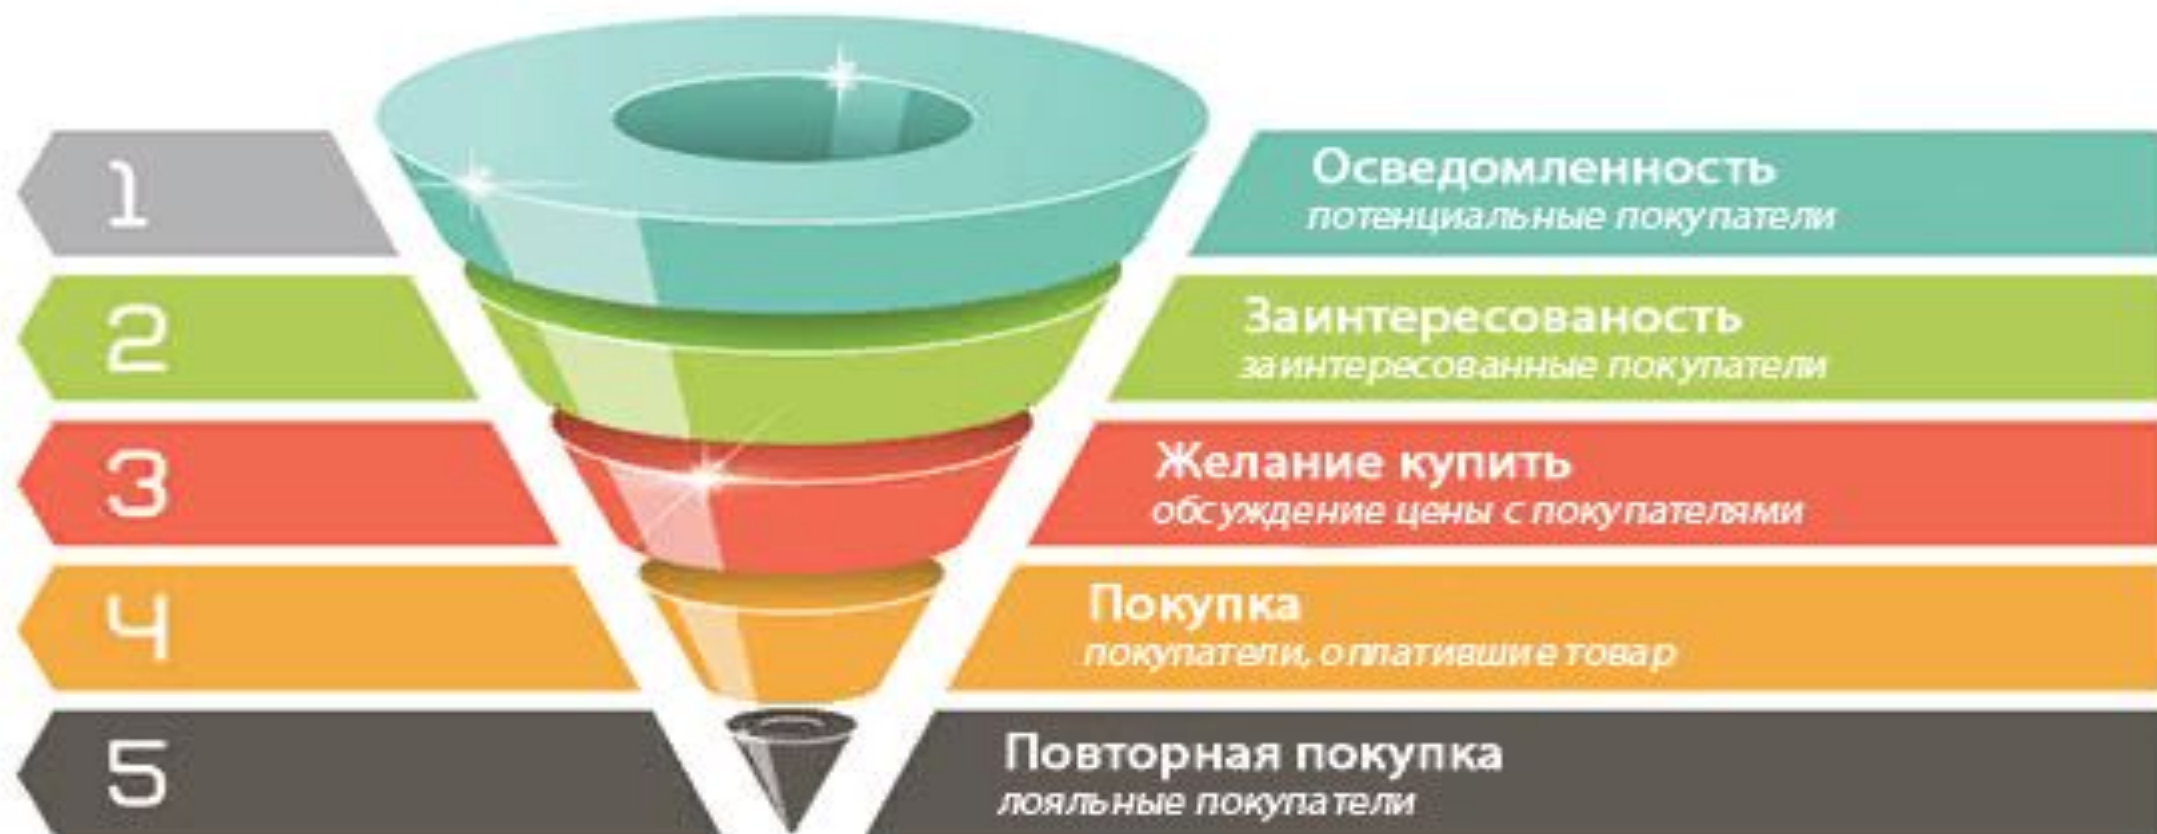 1
Осведомленность
потенциальные покупатели
2
Заинтересованость
заинтересованные покупатели
3
Желание купить
обсуждение цены с покупателями
4
Покупка
покупатели, оплатившие товар
5
Повторная покупка
лояльные покупатели